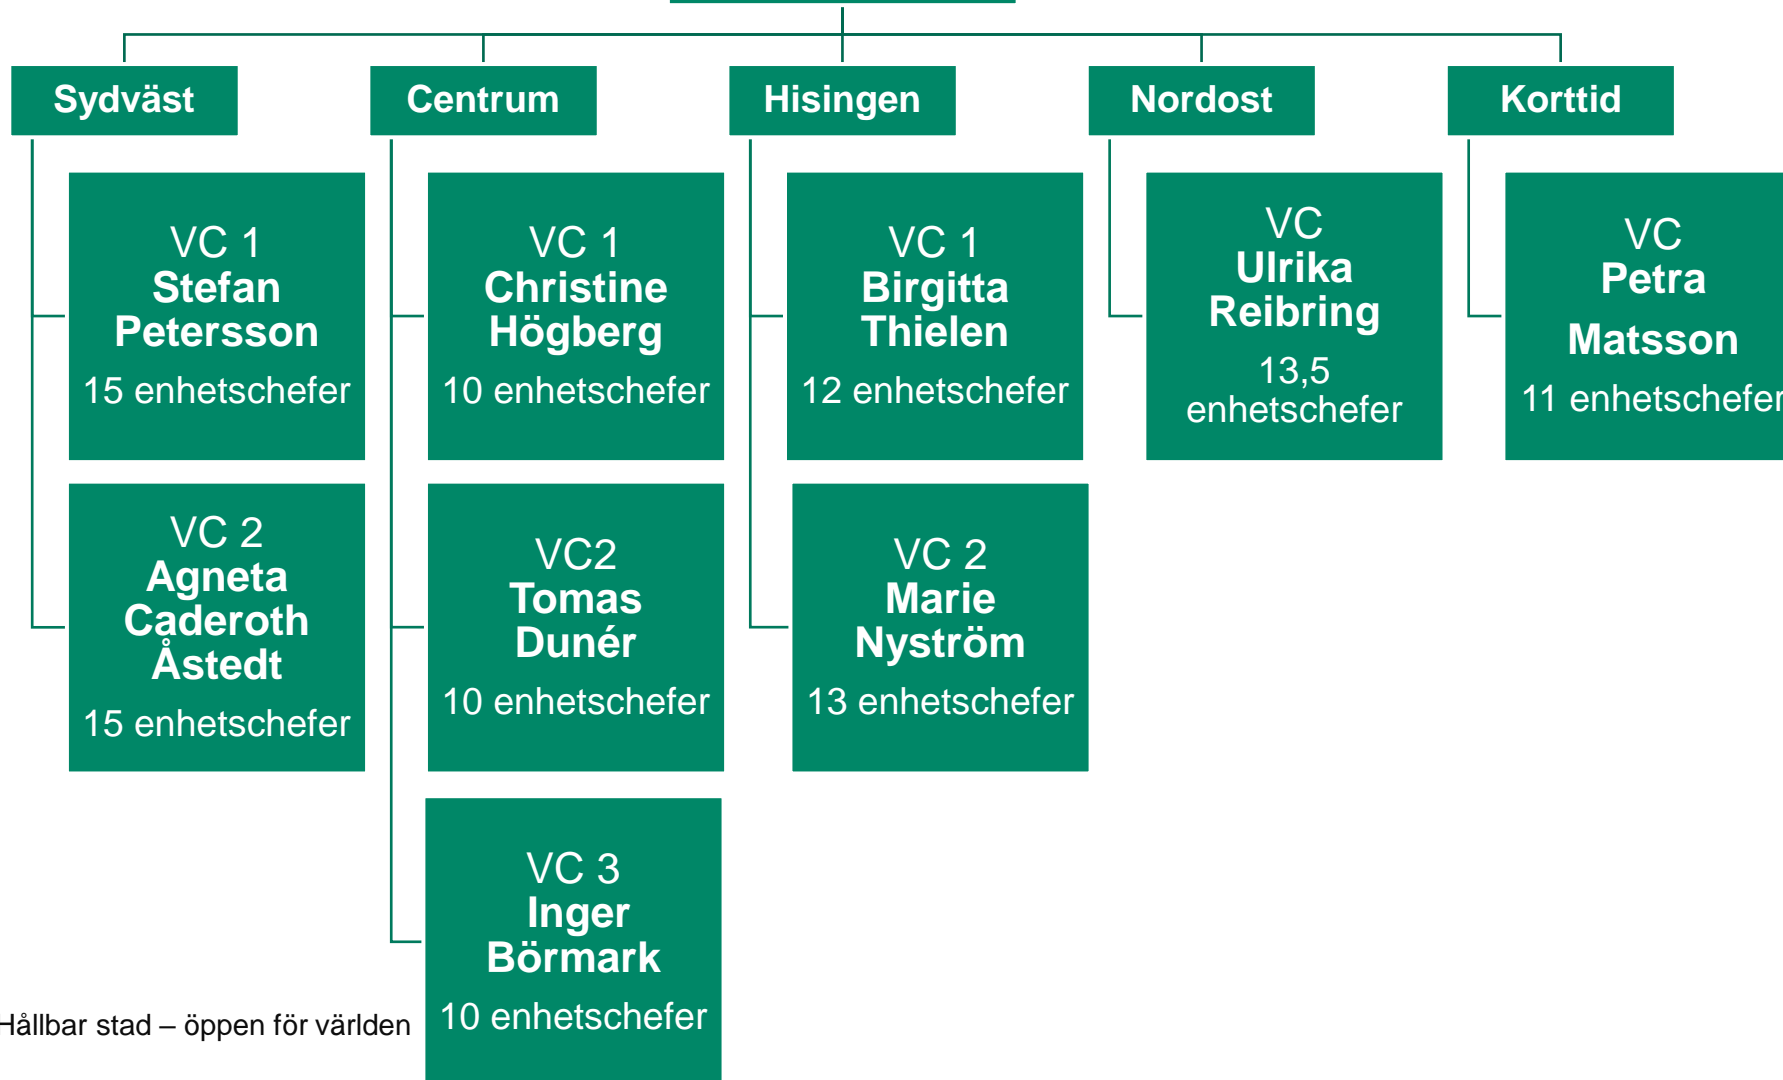 Sydväst
Centrum
Hisingen
Nordost
Korttid
VC 1
Stefan
Petersson
15 enhetschefer
VC 1
Christine
Högberg
10 enhetschefer
VC 1
Birgitta
Thielen
12 enhetschefer
VC
Ulrika
Reibring
13,5
enhetschefer
VC
Petra
Matsson
11 enhetschefer
VC 2
Agneta
Caderoth
Åstedt
15 enhetschefer
VC2
Tomas
Dunér
10 enhetschefer
VC 2
Marie
Nyström
13 enhetschefer
VC 3
Inger
Börmark
10 enhetschefer
Hållbar stad – öppen för världen